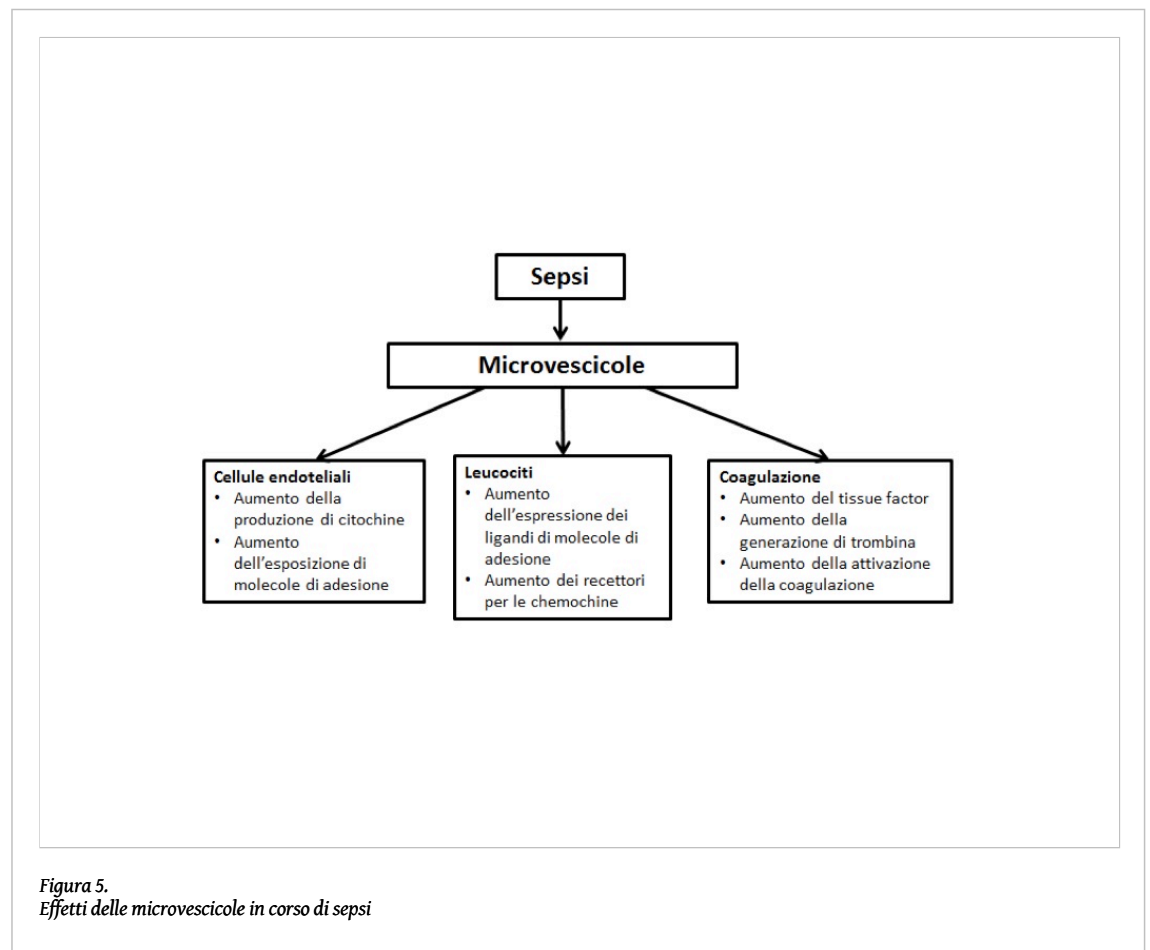 Sepsi
Microvescicole
Cellule endoteliali
• Aumento della
produzione di citochine
• Aumento
dell'esposizione di
molecole di adesione
Leucociti
• Aumento
dell'espressione dei
ligandi di molecole di
adesione
• Aumento dei recettori
per le chemochine
Coagulazione
• Aumento del tissue factor
• Aumento della
generazione di trombina
• Aumento della attivazione
della coagulazione
Figura 5.
Effetti delle microvescicole in corso di sepsi